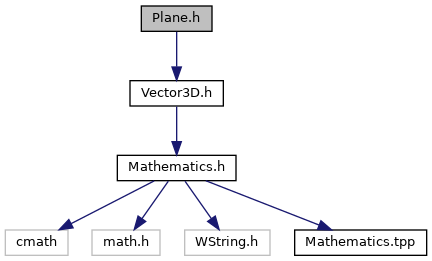 Plane.h
Vector3D.h
Mathematics.h
cmath
math.h
WString.h
Mathematics.tpp